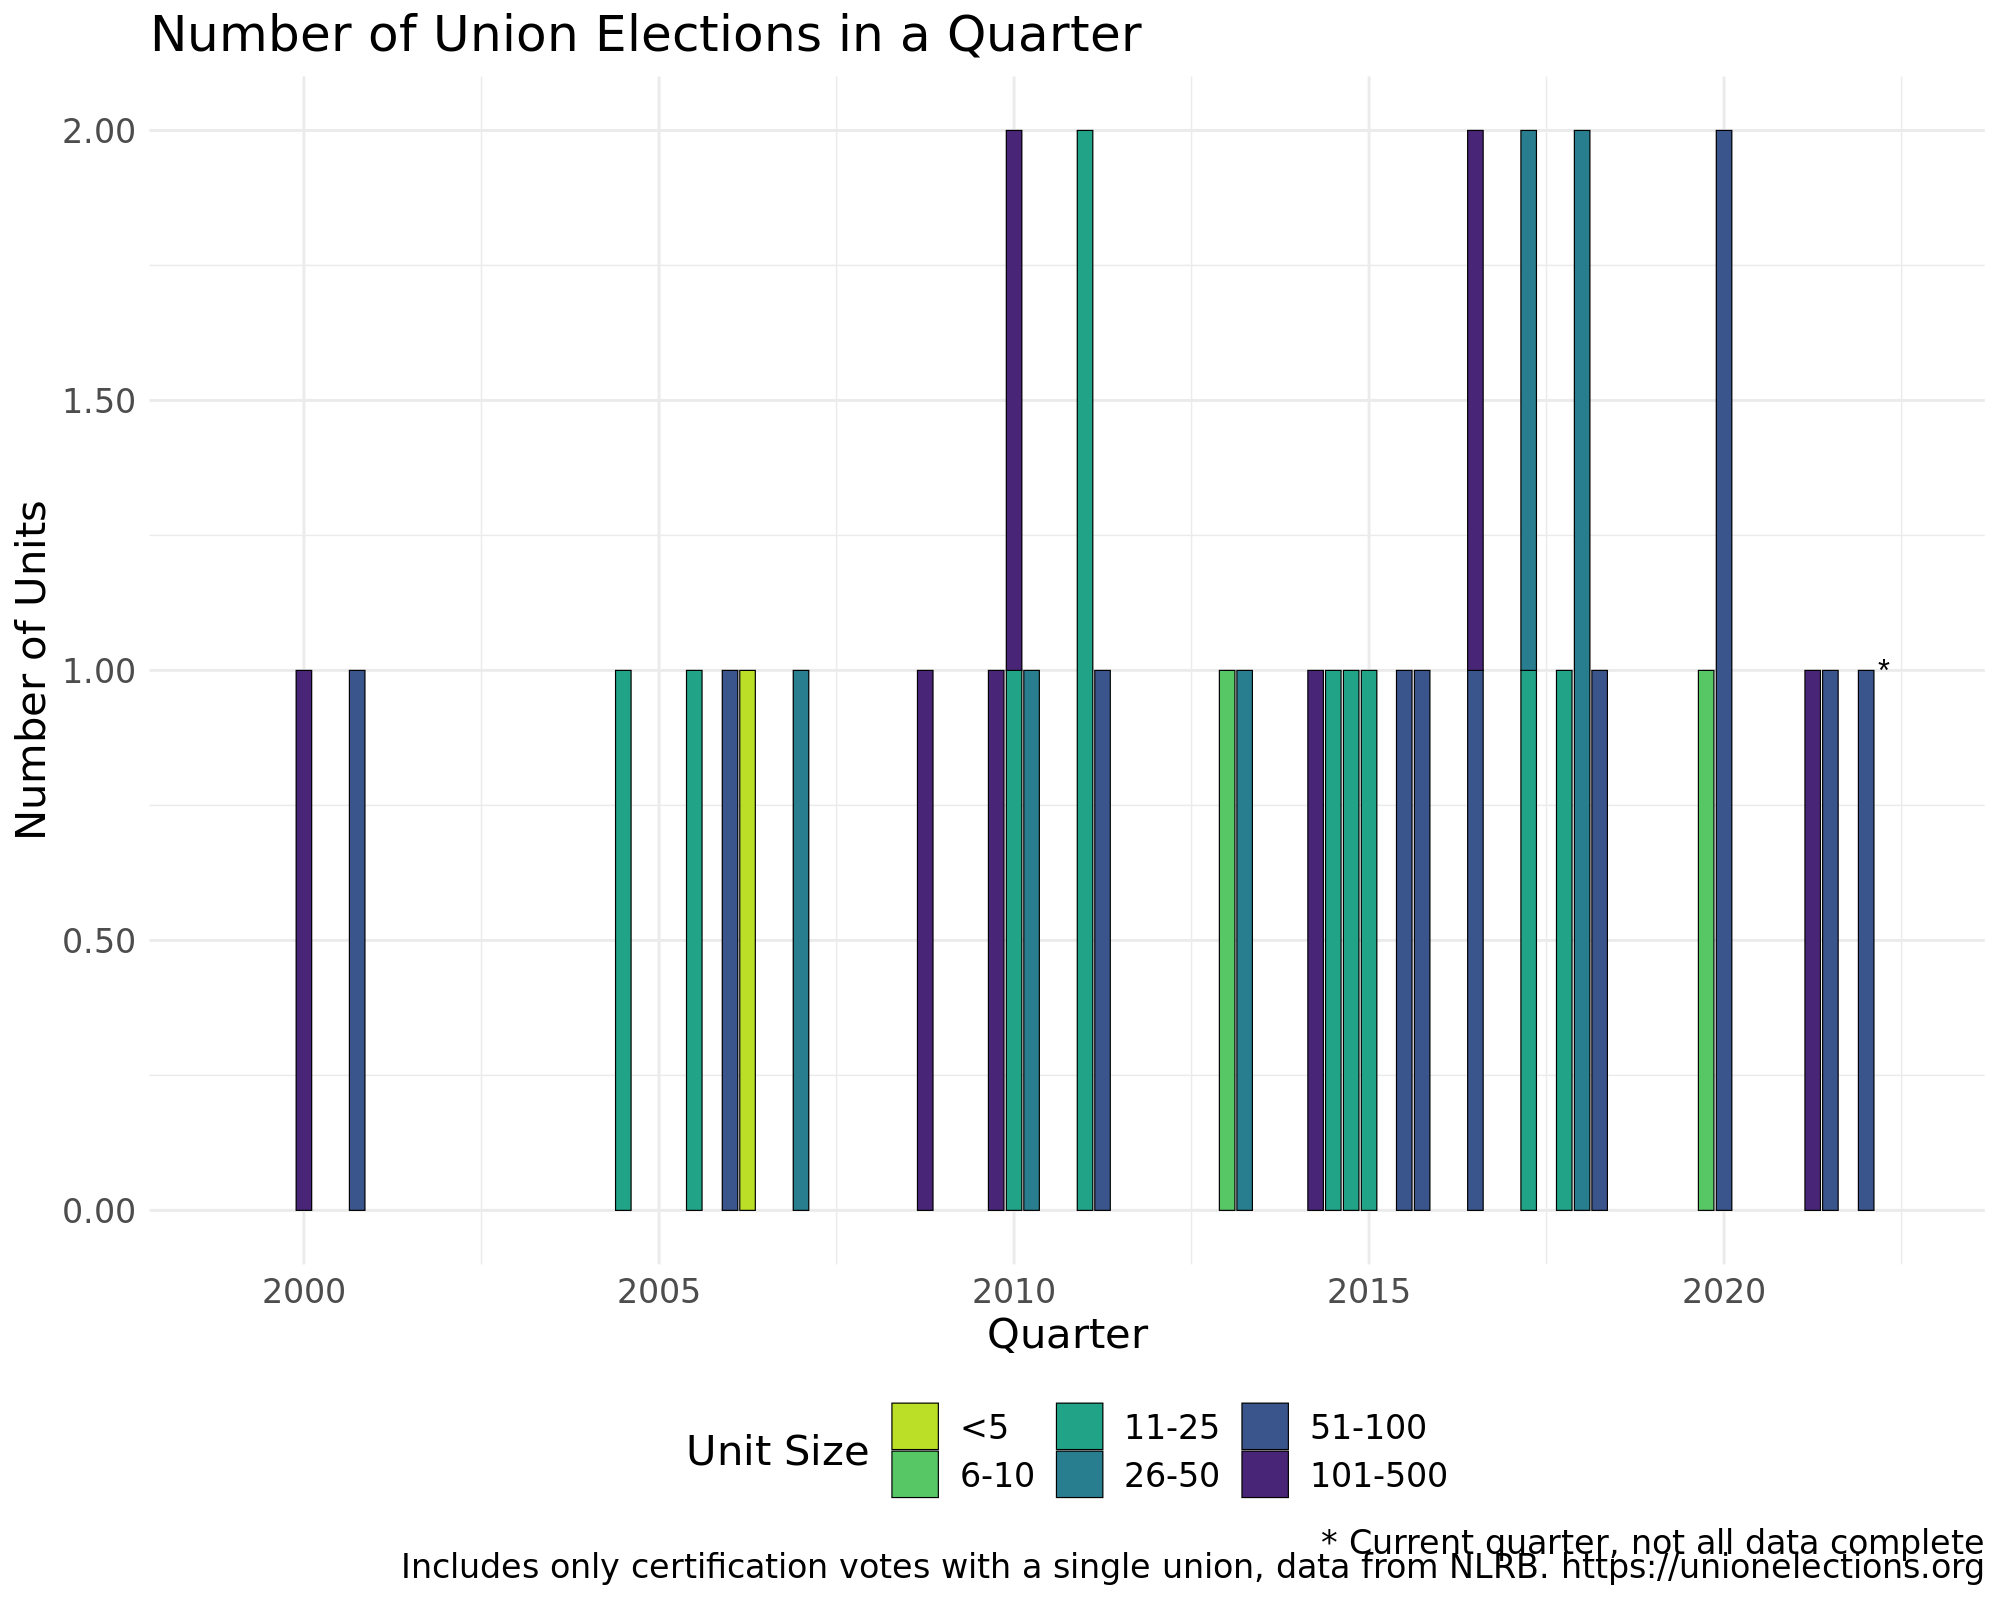 Number of Union Elections in a Quarter
Number of Units
2.00
1.50
1.00
0.50
0.00
*
2000 2005 2010 2015 2020
Quarter
Unit Size
<5 11-25 51-100
6-10 26-50 101-500
* Current quarter, not all data complete
Includes only certification votes with a single union, data from NLRB. https://unionelections.org